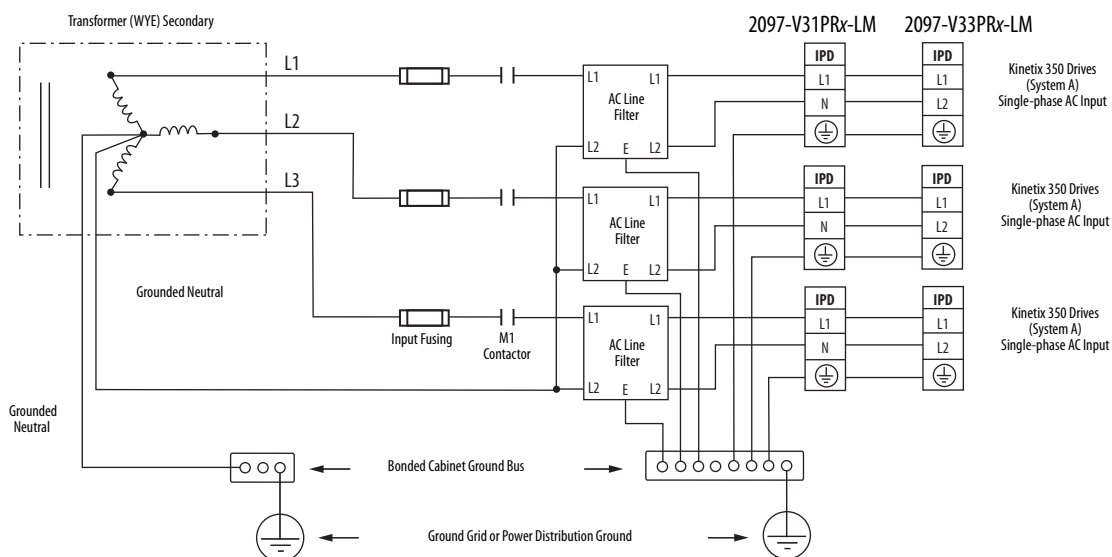 Transformer (WYE) Secondary
2097-V31PRx-LM
2097-V33PRx-LM
L1
L2
L3
L1
L1
AC Line
Filter
L2
E
L2
IPD
L1
N
IPD
L1
L2
Kinetix 350 Drives
(System A)
Single-phase AC Input
L1
L1
AC Line
Filter
L2
E
L2
IPD
L1
N
IPD
L1
L2
Kinetix 350 Drives
(System A)
Single-phase AC Input
Grounded Neutral
Input Fusing
M1
Contactor
L1
L1
AC Line
Filter
L2
E
L2
IPD
L1
N
IPD
L1
L2
Kinetix 350 Drives
(System A)
Single-phase AC Input
Grounded
Neutral
Bonded Cabinet Ground Bus
Ground Grid or Power Distribution Ground